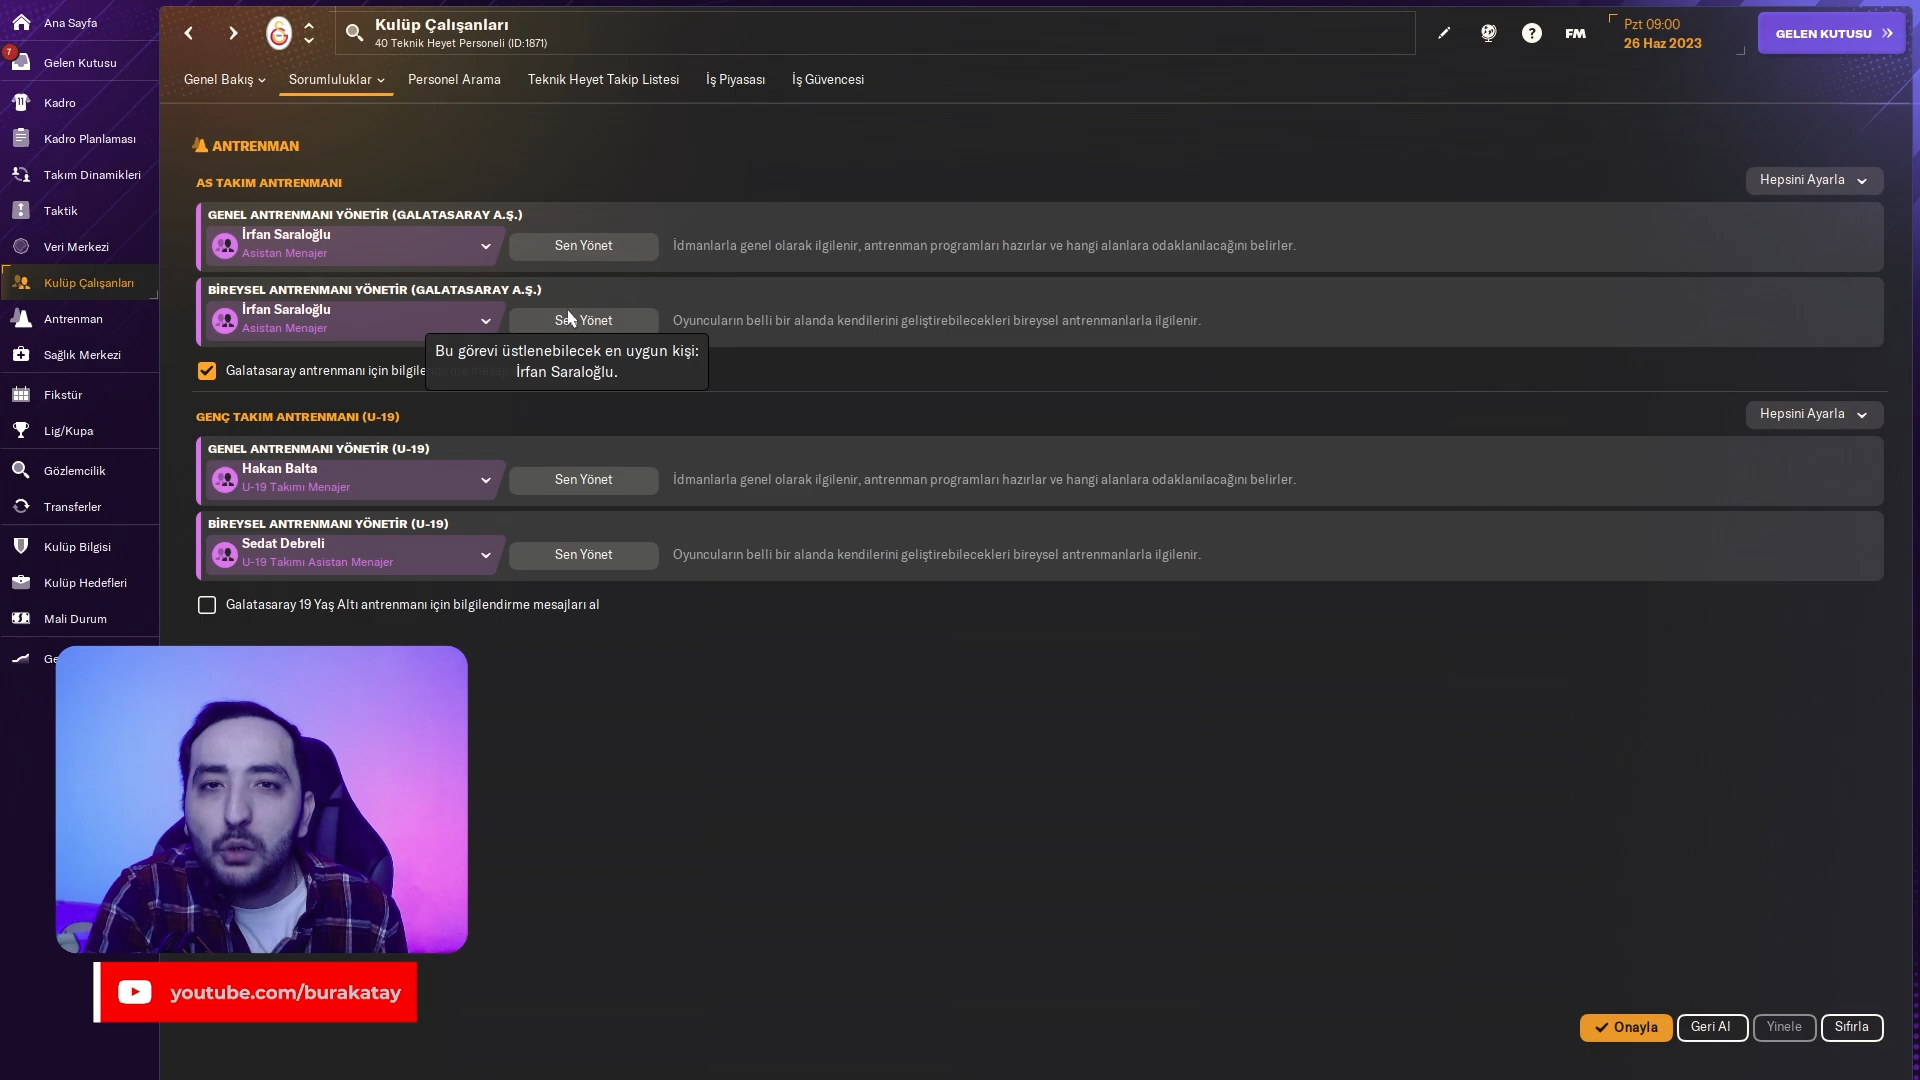 Ana Sayfa
7
Gelen Kutusu
Kadro
Kadro Planlaması
Takım Dinamikleri
Taktik
Veri Merkezi
Kulüp Çalışanları
Antrenman
Sağlık Merkezi
Fikstür
Lig/Kupa
Gözlemcilik
Transferler
Kulüp Bilgisi
Kulüp Hedefleri
Mali Durum
Kulüp Çalışanları
40 Teknik Heyet Personeli (ID:1871)
FM
Pzt 09:00
26 Haz 2023
GELEN KUTUSU
Genel Bakış
Sorumluluklar
Personel Arama
Teknik Heyet Takip Listesi
İş Piyasası
İş Güvencesi
ANTRENMAN
AS TAKIM ANTRENMANI
Hepsini Ayarla
GENEL ANTRENMANI YÖNETİR (GALATASARAY A.Ş.)
İrfan Saraloğlu
Asistan Menajer
Sen Yönet
İdmanlarla genel olarak ilgilenir, antrenman programları hazırlar ve hangi alanlara odaklanılacağını belirler.
BİREYSEL ANTRENMANI YÖNETİR (GALATASARAY A.Ş.)
İrfan Saraloğlu
Asistan Menajer
Sen Yönet
Oyuncuların belli bir alanda kendilerini geliştirebilecekleri bireysel antrenmanlarla ilgilenir.
Bu görevi üstlenebilecek en uygun kişi:
İrfan Saraloğlu.
Galatasaray antrenmanı için
GENÇ TAKIM ANTRENMANI (U-19)
Hepsini Ayarla
GENEL ANTRENMANI YÖNETİR (U-19)
Hakan Balta
U-19 Takımı Menajer
Sen Yönet
İdmanlarla genel olarak ilgilenir, antrenman programları hazırlar ve hangi alanlara odaklanılacağını belirler.
BİREYSEL ANTRENMANI YÖNETİR (U-19)
Sedat Debreli
U-19 Takımı Asistan Menajer
Sen Yönet
Oyuncuların belli bir alanda kendilerini geliştirebilecekleri bireysel antrenmanlarla ilgilenir.
Galatasaray 19 Yaş Altı antrenmanı için bilgilendirme mesajları al
youtube.com/burakatay
Onayla
Geri Al
Yinele
Sıfırla